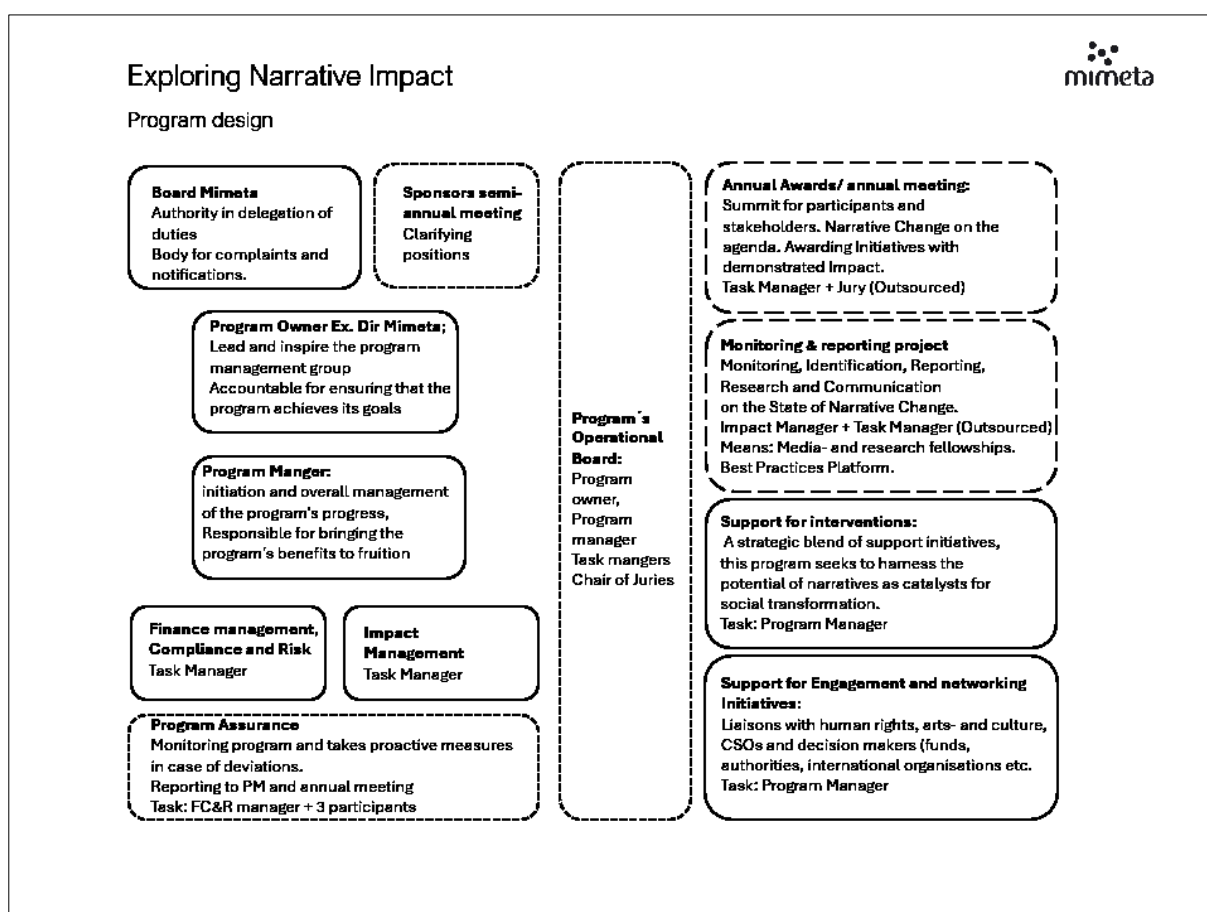 Exploring Narrative Impact
mimeta
Program design
Board Mimeta
Authority in delegation of
duties
Body for complaints and
notifications.
Sponsors semi-
annual meeting
Clarifying
positions
Program Owner Ex. Dir Mimeta;
Lead and inspire the program
management group
Accountable for ensuring that the
program achieves its goals
Program Manger:
initiation and overall management
of the program's progress,
Responsible for bringing the
program's benefits to fruition
Finance management,
Compliance and Risk
Task Manager
Impact
Management
Task Manager
Program Assurance
Monitoring program and takes proactive measures
in case of deviations.
Reporting to PM and annual meeting
Task: FC&R manager + 3 participants
Program´s
Operational
Board:
Program
owner,
Program
manager
Task mangers
Chair of Juries
Annual Awards/ annual meeting:
Summit for participants and
stakeholders. Narrative Change on the
agenda. Awarding Initiatives with
demonstrated Impact.
Task Manager + Jury (Outsourced)
Monitoring & reporting project
Monitoring, Identification, Reporting,
Research and Communication
on the State of Narrative Change.
Impact Manager + Task Manager (Outsourced)
Means: Media- and research fellowships.
Best Practices Platform.
Support for interventions:
A strategic blend of support initiatives,
this program seeks to harness the
potential of narratives as catalysts for
social transformation.
Task: Program Manager
Support for Engagement and networking
Initiatives:
Liaisons with human rights, arts- and culture,
CSOs and decision makers (funds,
authorities, international organisations etc.
Task: Program Manager